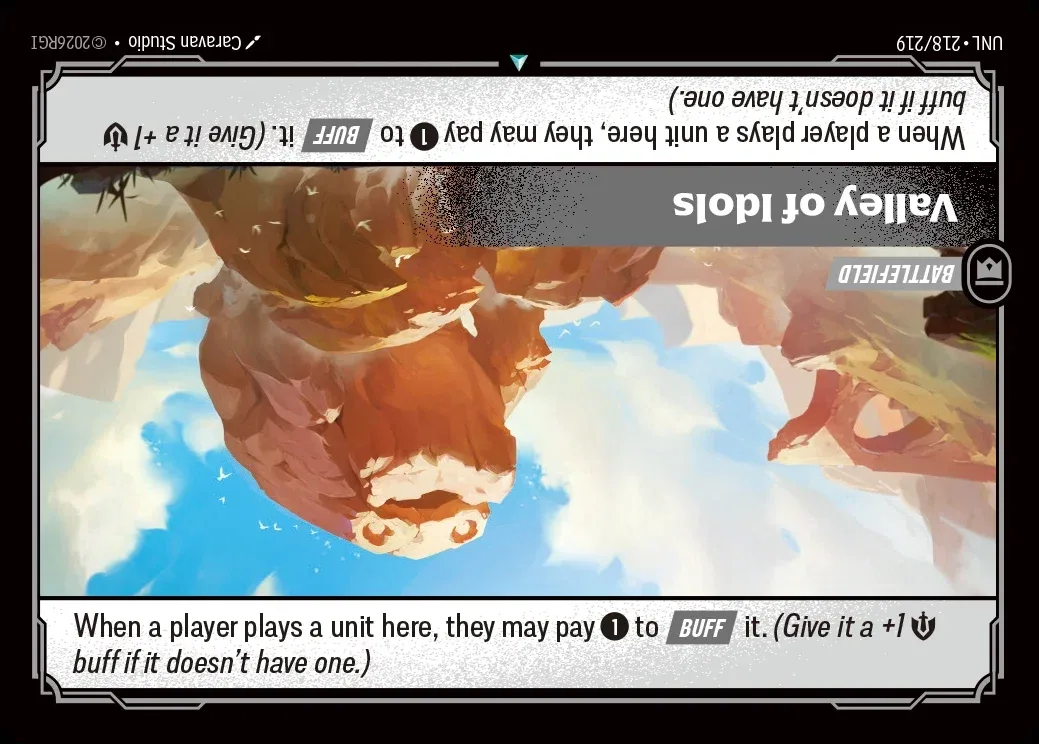 UNL • 218/219
Caravan Studio • ©2026RGI
When a player plays a unit here, they may pay 1 to BUFF it. (Give it a +1
buff if it doesn't have one.)
Valley of Idols
BATTLEFIELD
When a player plays a unit here, they may pay 1 to BUFF it. (Give it a +1
buff if it doesn't have one.)